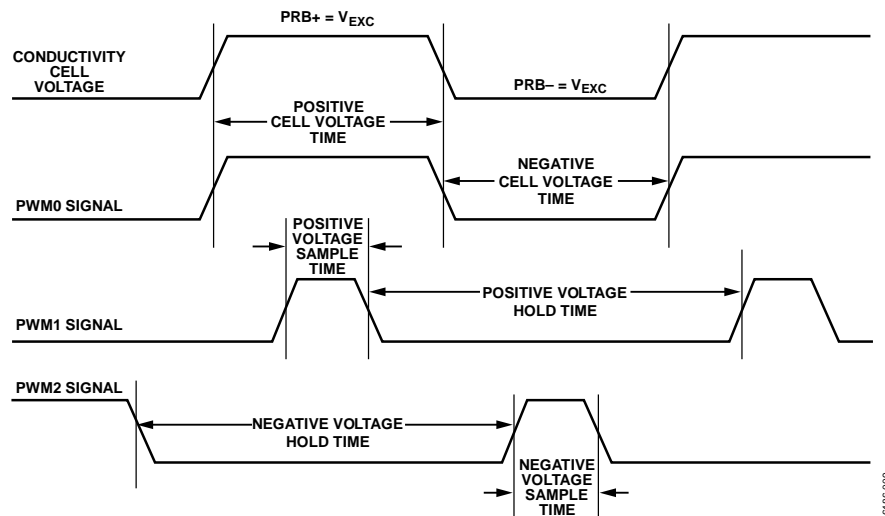 PRB+ = VEXC
CONDUCTIVITY
CELL
VOLTAGE
PRB– = VEXC
POSITIVE
CELL VOLTAGE
TIME
NEGATIVE
CELL VOLTAGE
TIME
PWM0 SIGNAL
POSITIVE
VOLTAGE
SAMPLE
TIME
POSITIVE VOLTAGE
HOLD TIME
PWM1 SIGNAL
PWM2 SIGNAL
NEGATIVE VOLTAGE
HOLD TIME
NEGATIVE
VOLTAGE
SAMPLE
TIME